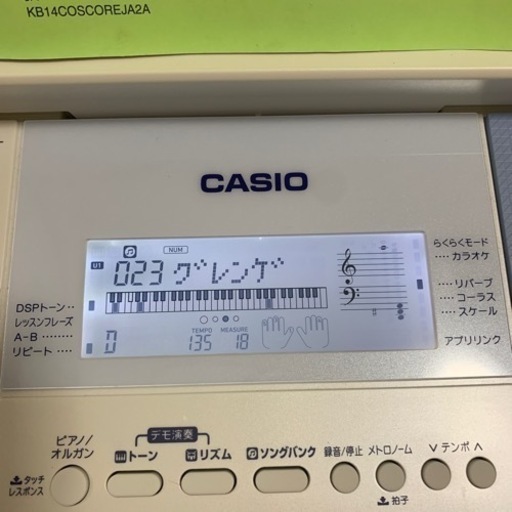 KB14COSCOREJA2A
CASIO
NUM
U1
023 グレンゲ
TEMPO
MEASURE
D
135
18
DSPトーン
レッスンフレーズ
A-B
リピート
らくらくモード
カラオケ
リバーブ
コーラス
スケール
アプリリンク
ピアノ/
オルガン
デモ演奏
トーン
リズム
ソングバンク
録音/停止
メトロノーム
∨ テンポ ∧
タッチ
レスポンス
拍子